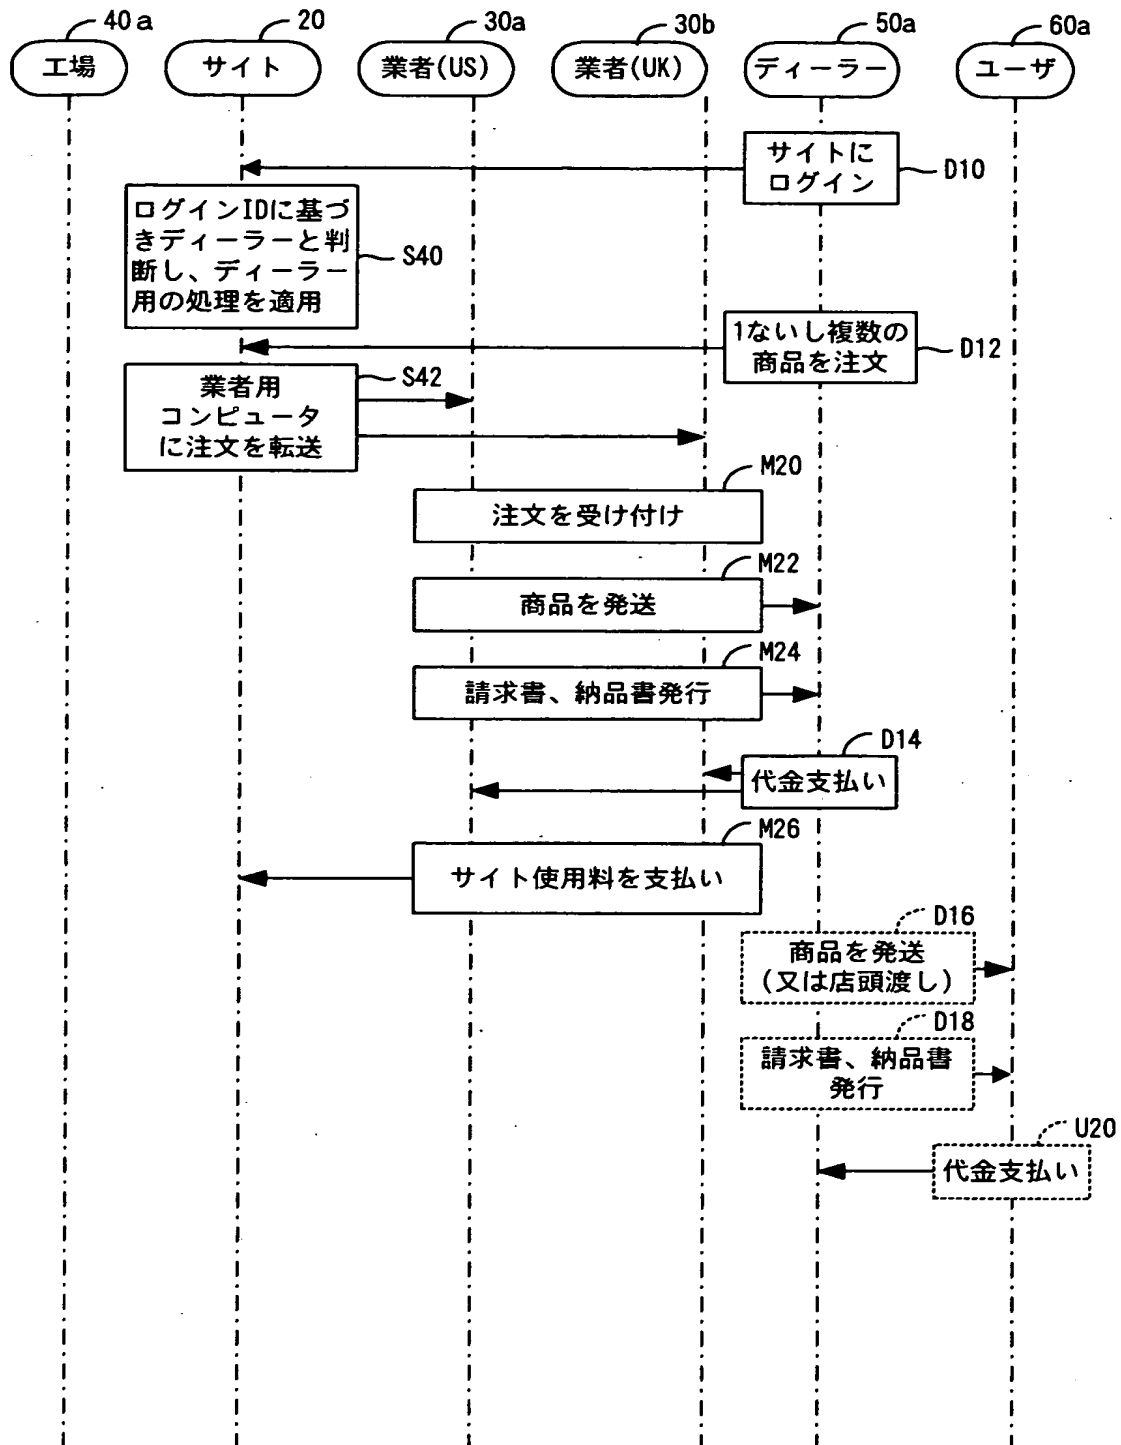 40a
20
30a
30b
50a
60a
工場
サイト
業者(US)
業者(UK)
ディーラー
ユーザ
サイトに
ログイン
D10
ログインIDに基づ
きディーラーと判
断し、ディーラー
用の処理を適用
S40
1ないし複数の
商品を注文
D12
業者用
コンピュータ
に注文を転送
S42
M20
注文を受け付け
M22
商品を発送
M24
請求書、納品書発行
D14
代金支払い
M26
サイト使用料を支払い
D16
商品を発送
(又は店頭渡し)
D18
請求書、納品書
発行
U20
代金支払い